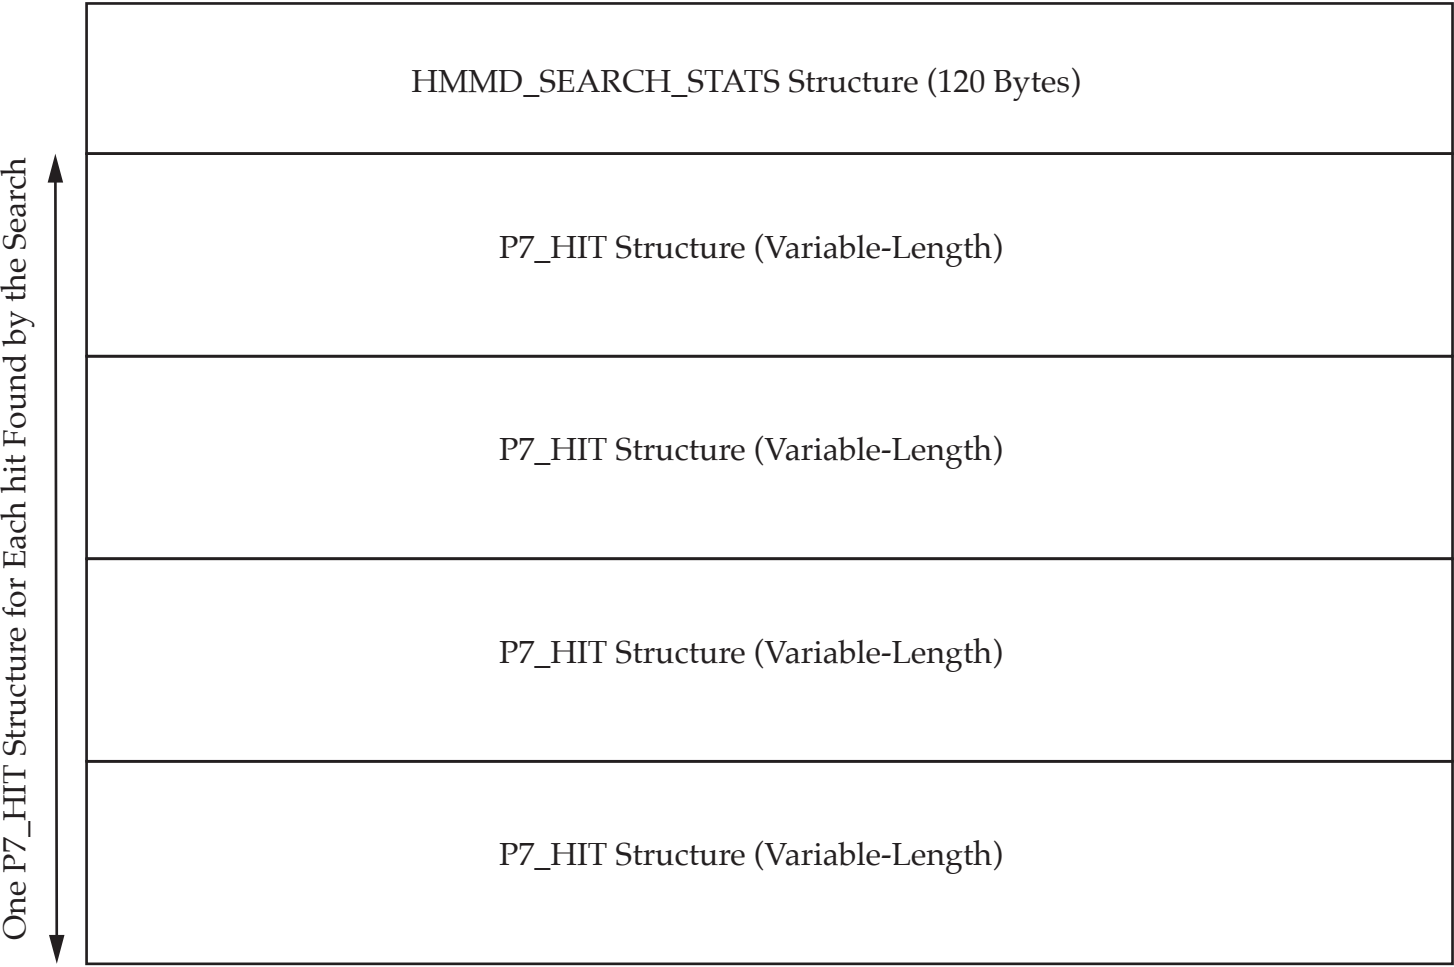 HMMD_SEARCH_STATS Structure (120 Bytes)
One P7_HIT Structure for Each hit Found by the Search
P7_HIT Structure (Variable-Length)
P7_HIT Structure (Variable-Length)
P7_HIT Structure (Variable-Length)
P7_HIT Structure (Variable-Length)